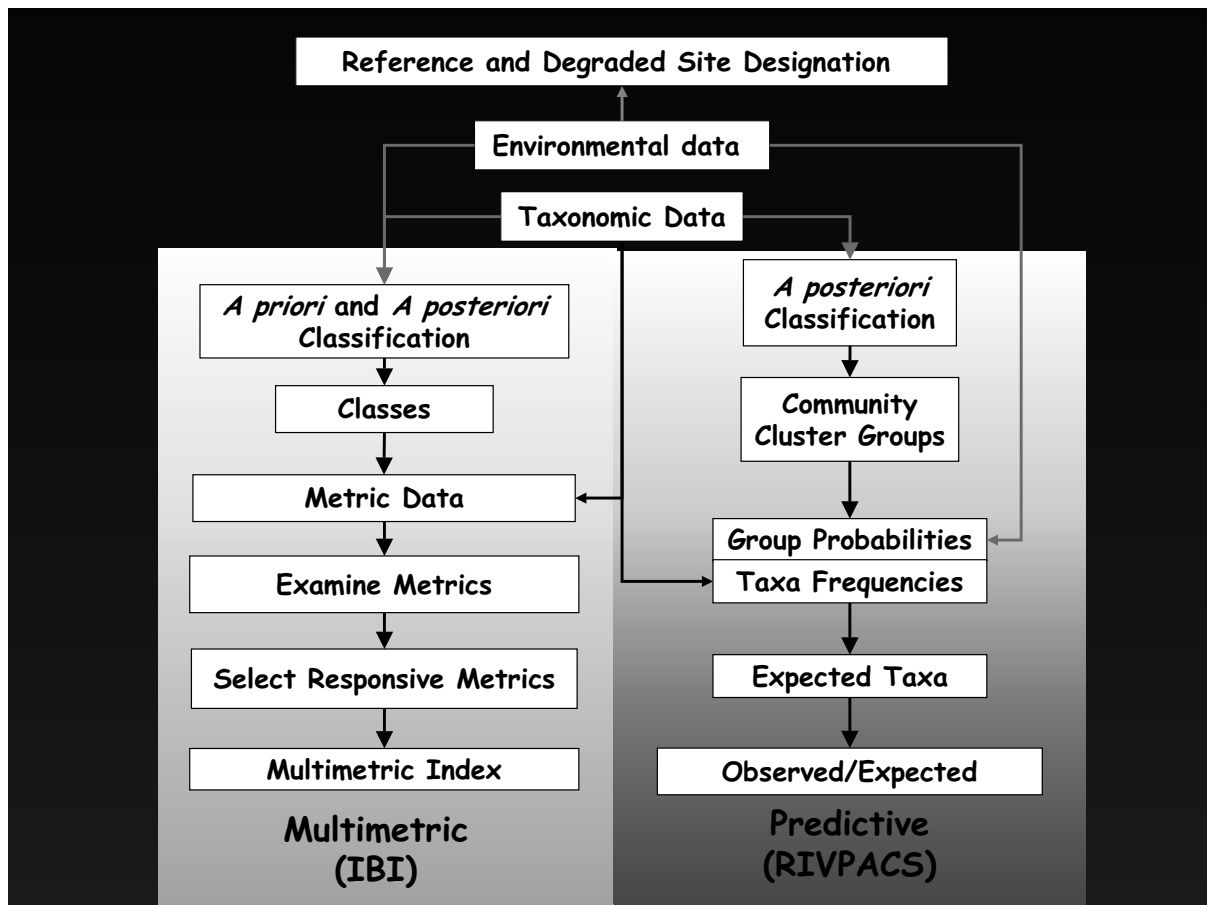 Reference and Degraded Site Designation
Environmental data
Taxonomic Data
A priori and A posteriori
Classification
Classes
Metric Data
Examine Metrics
Select Responsive Metrics
Multimetric Index
Multimetric
(IBI)
A posteriori
Classification
Community
Cluster Groups
Group Probabilities
Taxa Frequencies
Expected Taxa
Observed/Expected
Predictive
(RIVPACS)